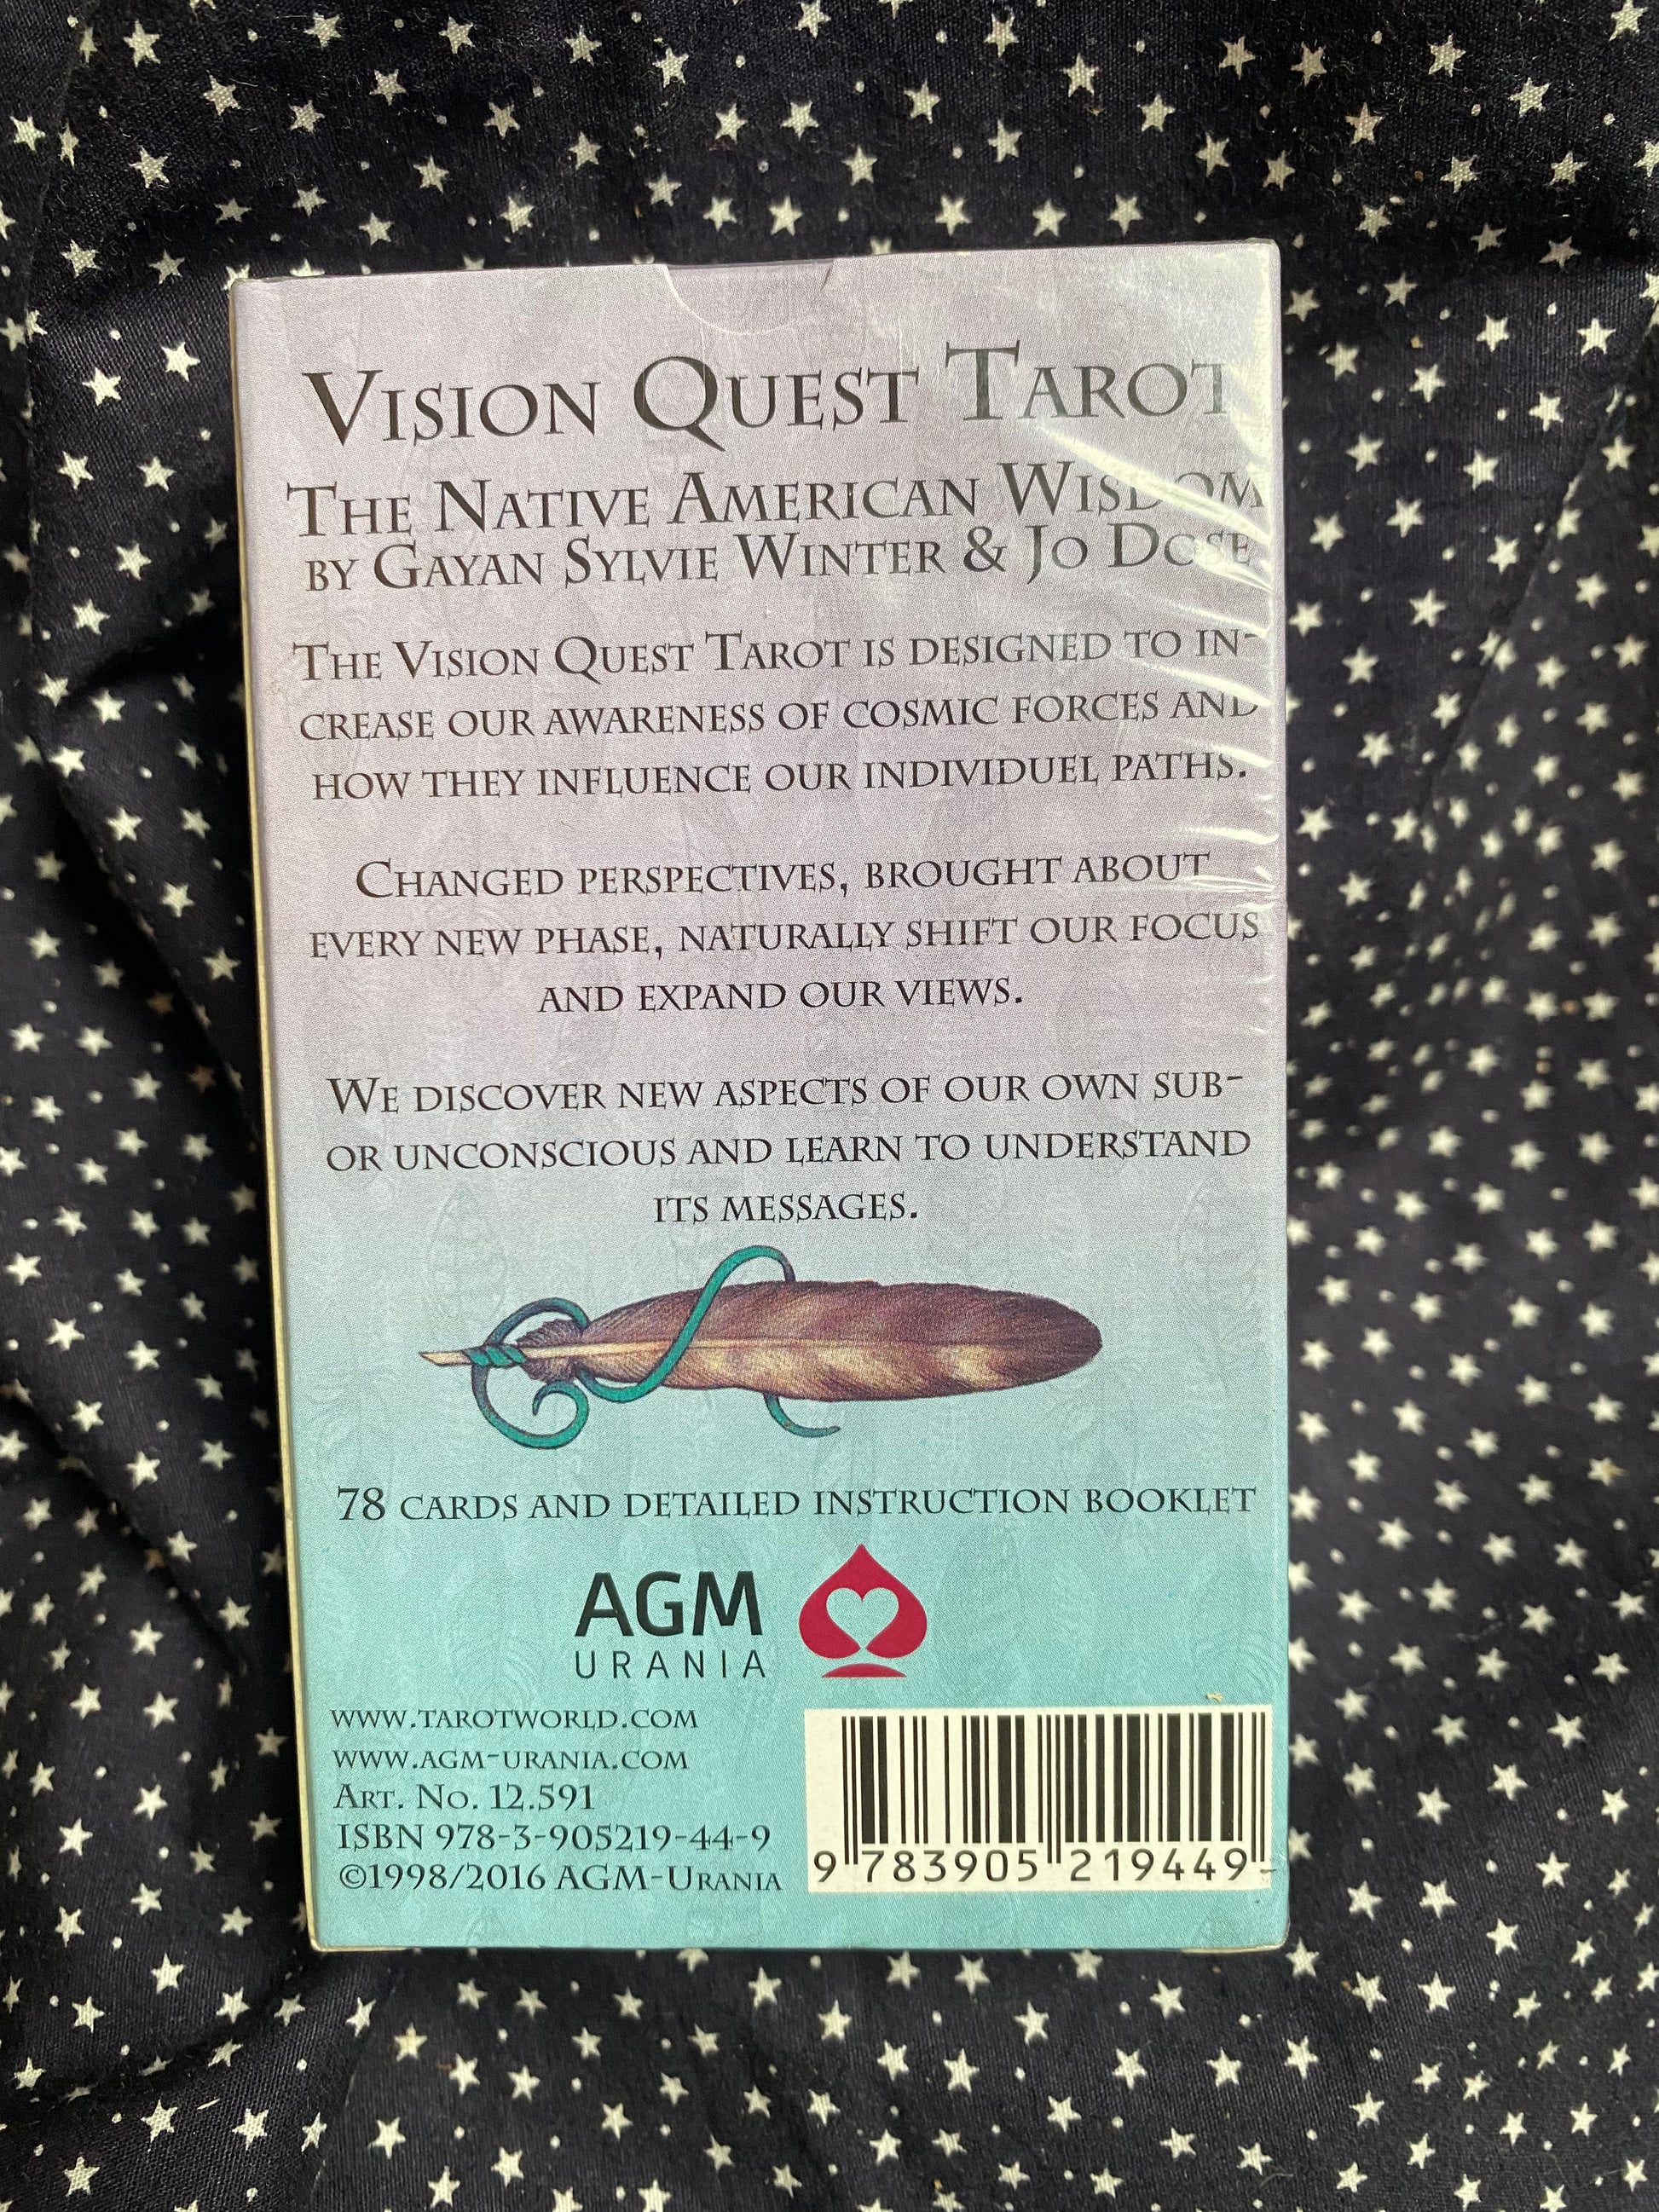 Vision Quest Tarot
The Native American Wisdom
by Gayan Sylvie Winter & Jo Dose
The Vision Quest Tarot is designed to in-
crease our awareness of cosmic forces and
how they influence our individuel paths.
Changed perspectives, brought about
every new phase, naturally shift our focus
and expand our views.
We discover new aspects of our own sub-
or unconscious and learn to understand
its messages.
78 cards and detailed instruction booklet
AGM
URANIA
www.tarotworld.com
www.agm-urania.com
Art. No. 12.591
ISBN 978-3-905219-44-9
©1998/2016 AGM-Urania
9 783905 219449